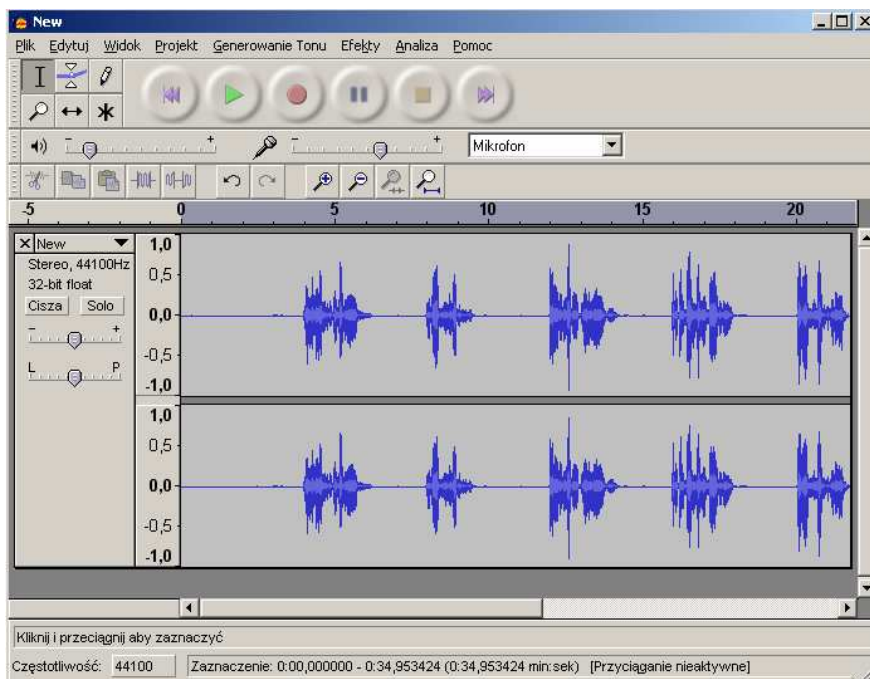 New
Plik Edytuj Widok Projekt Generowanie Tonu Efekty Analiza Pomoc
- + - + Mikrofon
-5 0 5 10 15 20
New
Stereo, 44100Hz
32-bit float
Cisza Solo
- +
L P
1,0
0,5
0,0
-0,5
-1,0
1,0
0,5
0,0
-0,5
-1,0
Kliknij i przeciągnij aby zaznaczyć
Częstotliwość: 44100 Zaznaczenie: 0:00,000000 - 0:34,953424 (0:34,953424 min:sek) [Przyciąganie nieaktywne]